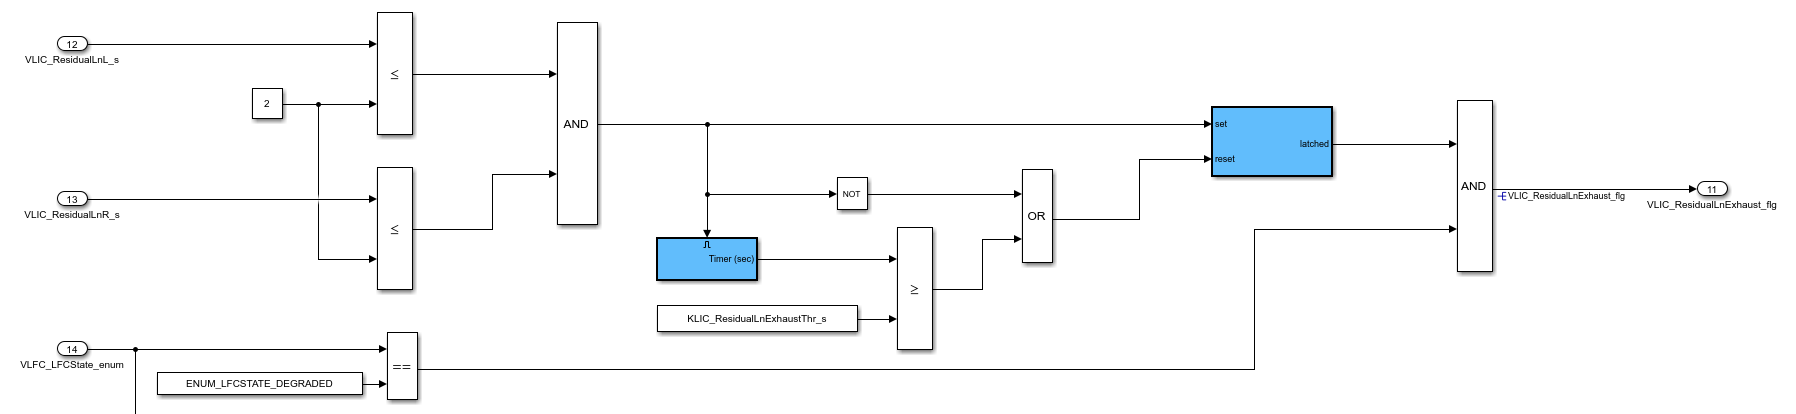 12
VLIC_ResidualLnL_s
≤
2
AND
set
latched
reset
13
VLIC_ResidualLnR_s
≤
NOT
OR
AND
VLIC_ResidualLnExhaust_flg
11
VLIC_ResidualLnExhaust_flg
Timer (sec)
≥
KLIC_ResidualLnExhaustThr_s
14
VLFC_LFCState_enum
==
ENUM_LFCSTATE_DEGRADED